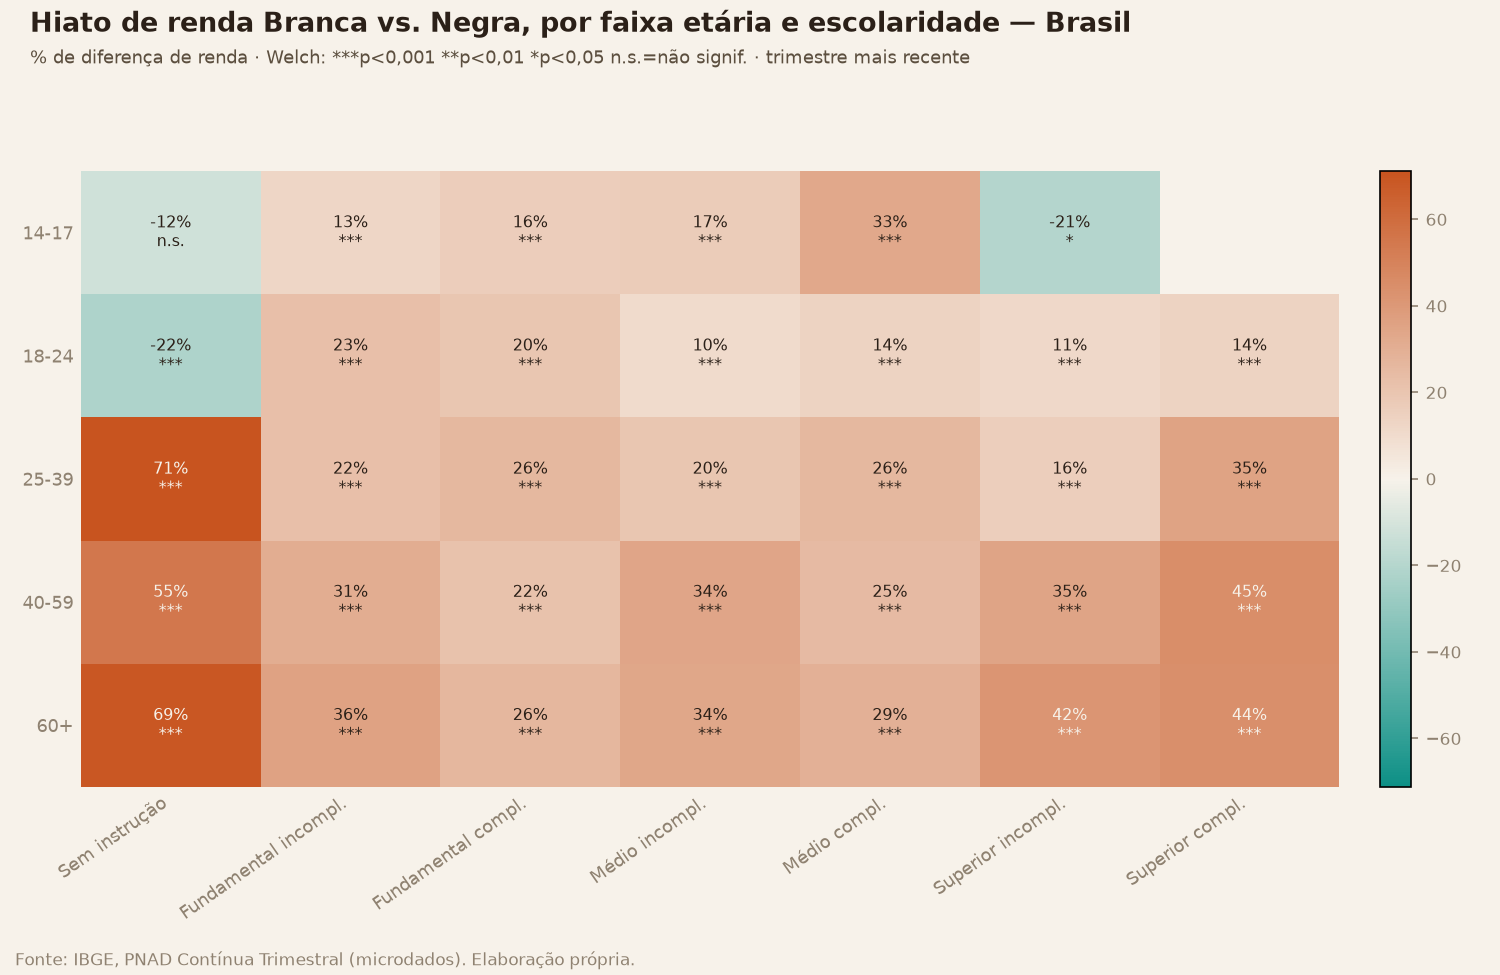 Hiato de renda Branca vs. Negra, por faixa etária e escolaridade — Brasil
% de diferença de renda · Welch: ***p<0,001 **p<0,01 *p<0,05 n.s.=não signif. · trimestre mais recente
14-17
-12% 13% 16% 17% 33% -21%
n.s. *** *** *** *** *
18-24
-22% 23% 20% 10% 14% 11% 14%
*** *** *** *** *** *** ***
25-39
71% 22% 26% 20% 26% 16% 35%
*** *** *** *** *** *** ***
40-59
55% 31% 22% 34% 25% 35% 45%
*** *** *** *** *** *** ***
60+
69% 36% 26% 34% 29% 42% 44%
*** *** *** *** *** *** ***
Sem instrução
Fundamental incompl.
Fundamental compl.
Médio incompl.
Médio compl.
Superior incompl.
Superior compl.
60
40
20
0
−20
−40
−60
Fonte: IBGE, PNAD Contínua Trimestral (microdados). Elaboração própria.